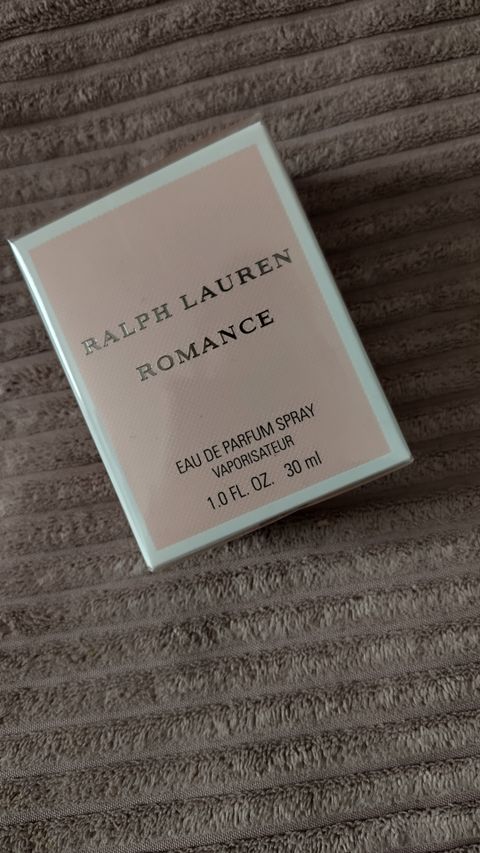 RALPH LAUREN
ROMANCE
EAU DE PARFUM SPRAY
VAPORISATEUR
1.0 FL. OZ. 30 ml